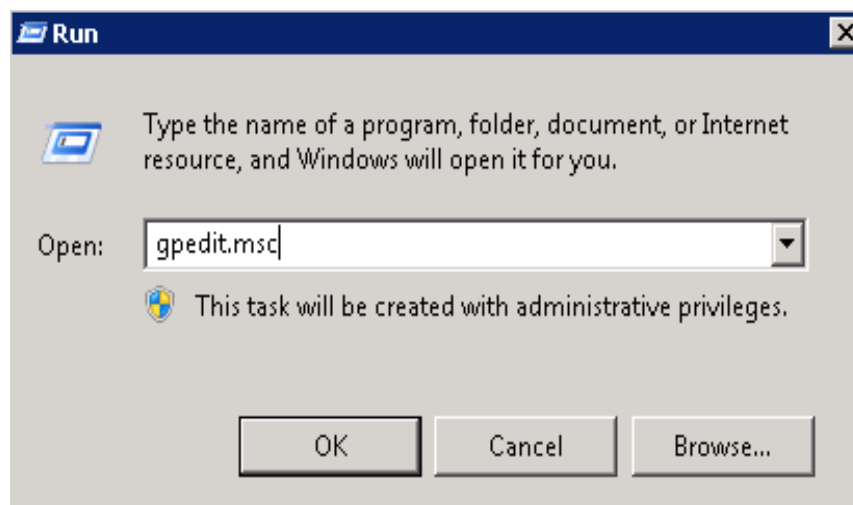 Run
Type the name of a program, folder, document, or Internet
resource, and Windows will open it for you.
Open: gpedit.msc
This task will be created with administrative privileges.
OK Cancel Browse...